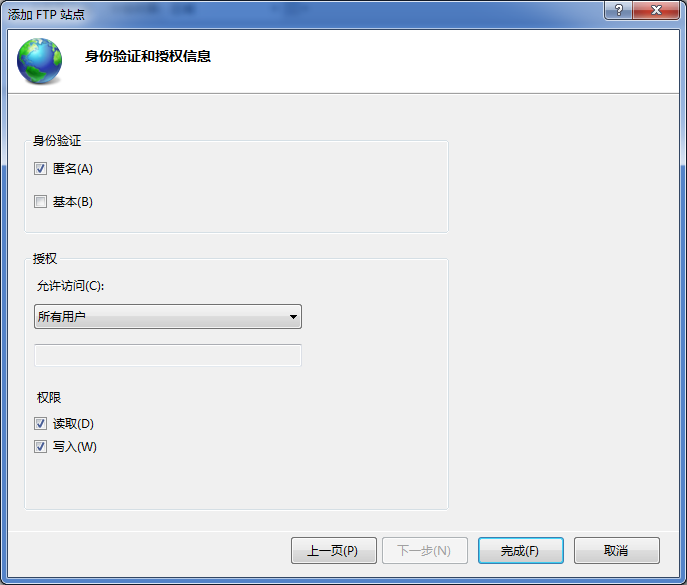 添加 FTP 站点
身份验证和授权信息
身份验证
匿名(A)
基本(B)
授权
允许访问(C):
所有用户
权限
读取(D)
写入(W)
上一页(P) 下一步(N) 完成(F) 取消